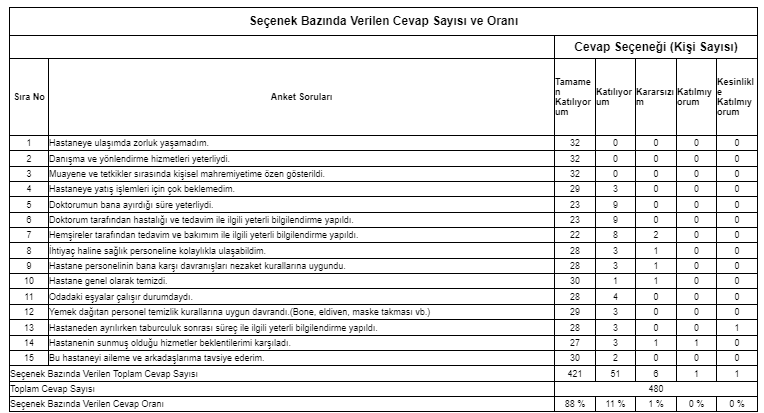 Seçenek Bazında Verilen Cevap Sayısı ve Oranı
Cevap Seçeneği (Kişi Sayısı)
Sıra No Anket Soruları Tamamen Katılıyorum Katılıyorum Kararsızım Katılmıyorum Kesinlikle Katılmıyorum
1 Hastaneye ulaşımda zorluk yaşamadım. 32 0 0 0 0
2 Danışma ve yönlendirme hizmetleri yeterliydi. 32 0 0 0 0
3 Muayene ve tetkikler sırasında kişisel mahremiyetime özen gösterildi. 32 0 0 0 0
4 Hastaneye yatış işlemleri için çok beklemedim. 29 3 0 0 0
5 Doktorumun bana ayırdığı süre yeterliydi. 23 9 0 0 0
6 Doktorum tarafından hastalığı ve tedavim ile ilgili yeterli bilgilendirme yapıldı. 23 9 0 0 0
7 Hemşireler tarafından tedavim ve bakımım ile ilgili yeterli bilgilendirme yapıldı. 22 8 2 0 0
8 İhtiyaç haline sağlık personeline kolaylıkla ulaşabildim. 28 3 1 0 0
9 Hastane personelinin bana karşı davranışları nezaket kurallarına uygundu. 28 3 1 0 0
10 Hastane genel olarak temizdi. 30 1 1 0 0
11 Odadaki eşyalar çalışır durumdaydı. 28 4 0 0 0
12 Yemek dağıtan personel temizlik kurallarına uygun davrandı.(Bone, eldiven, maske takması vb.) 29 3 0 0 0
13 Hastaneden ayrılırken taburculuk sonrası süreç ile ilgili yeterli bilgilendirme yapıldı. 28 3 0 0 1
14 Hastanenin sunmuş olduğu hizmetler beklentilerimi karşıladı. 27 3 1 1 0
15 Bu hastaneyi aileme ve arkadaşlarıma tavsiye ederim. 30 2 0 0 0
Seçenek Bazında Verilen Toplam Cevap Sayısı 421 51 6 1 1
Toplam Cevap Sayısı 480
Seçenek Bazında Verilen Cevap Oranı 88 % 11 % 1 % 0 % 0 %